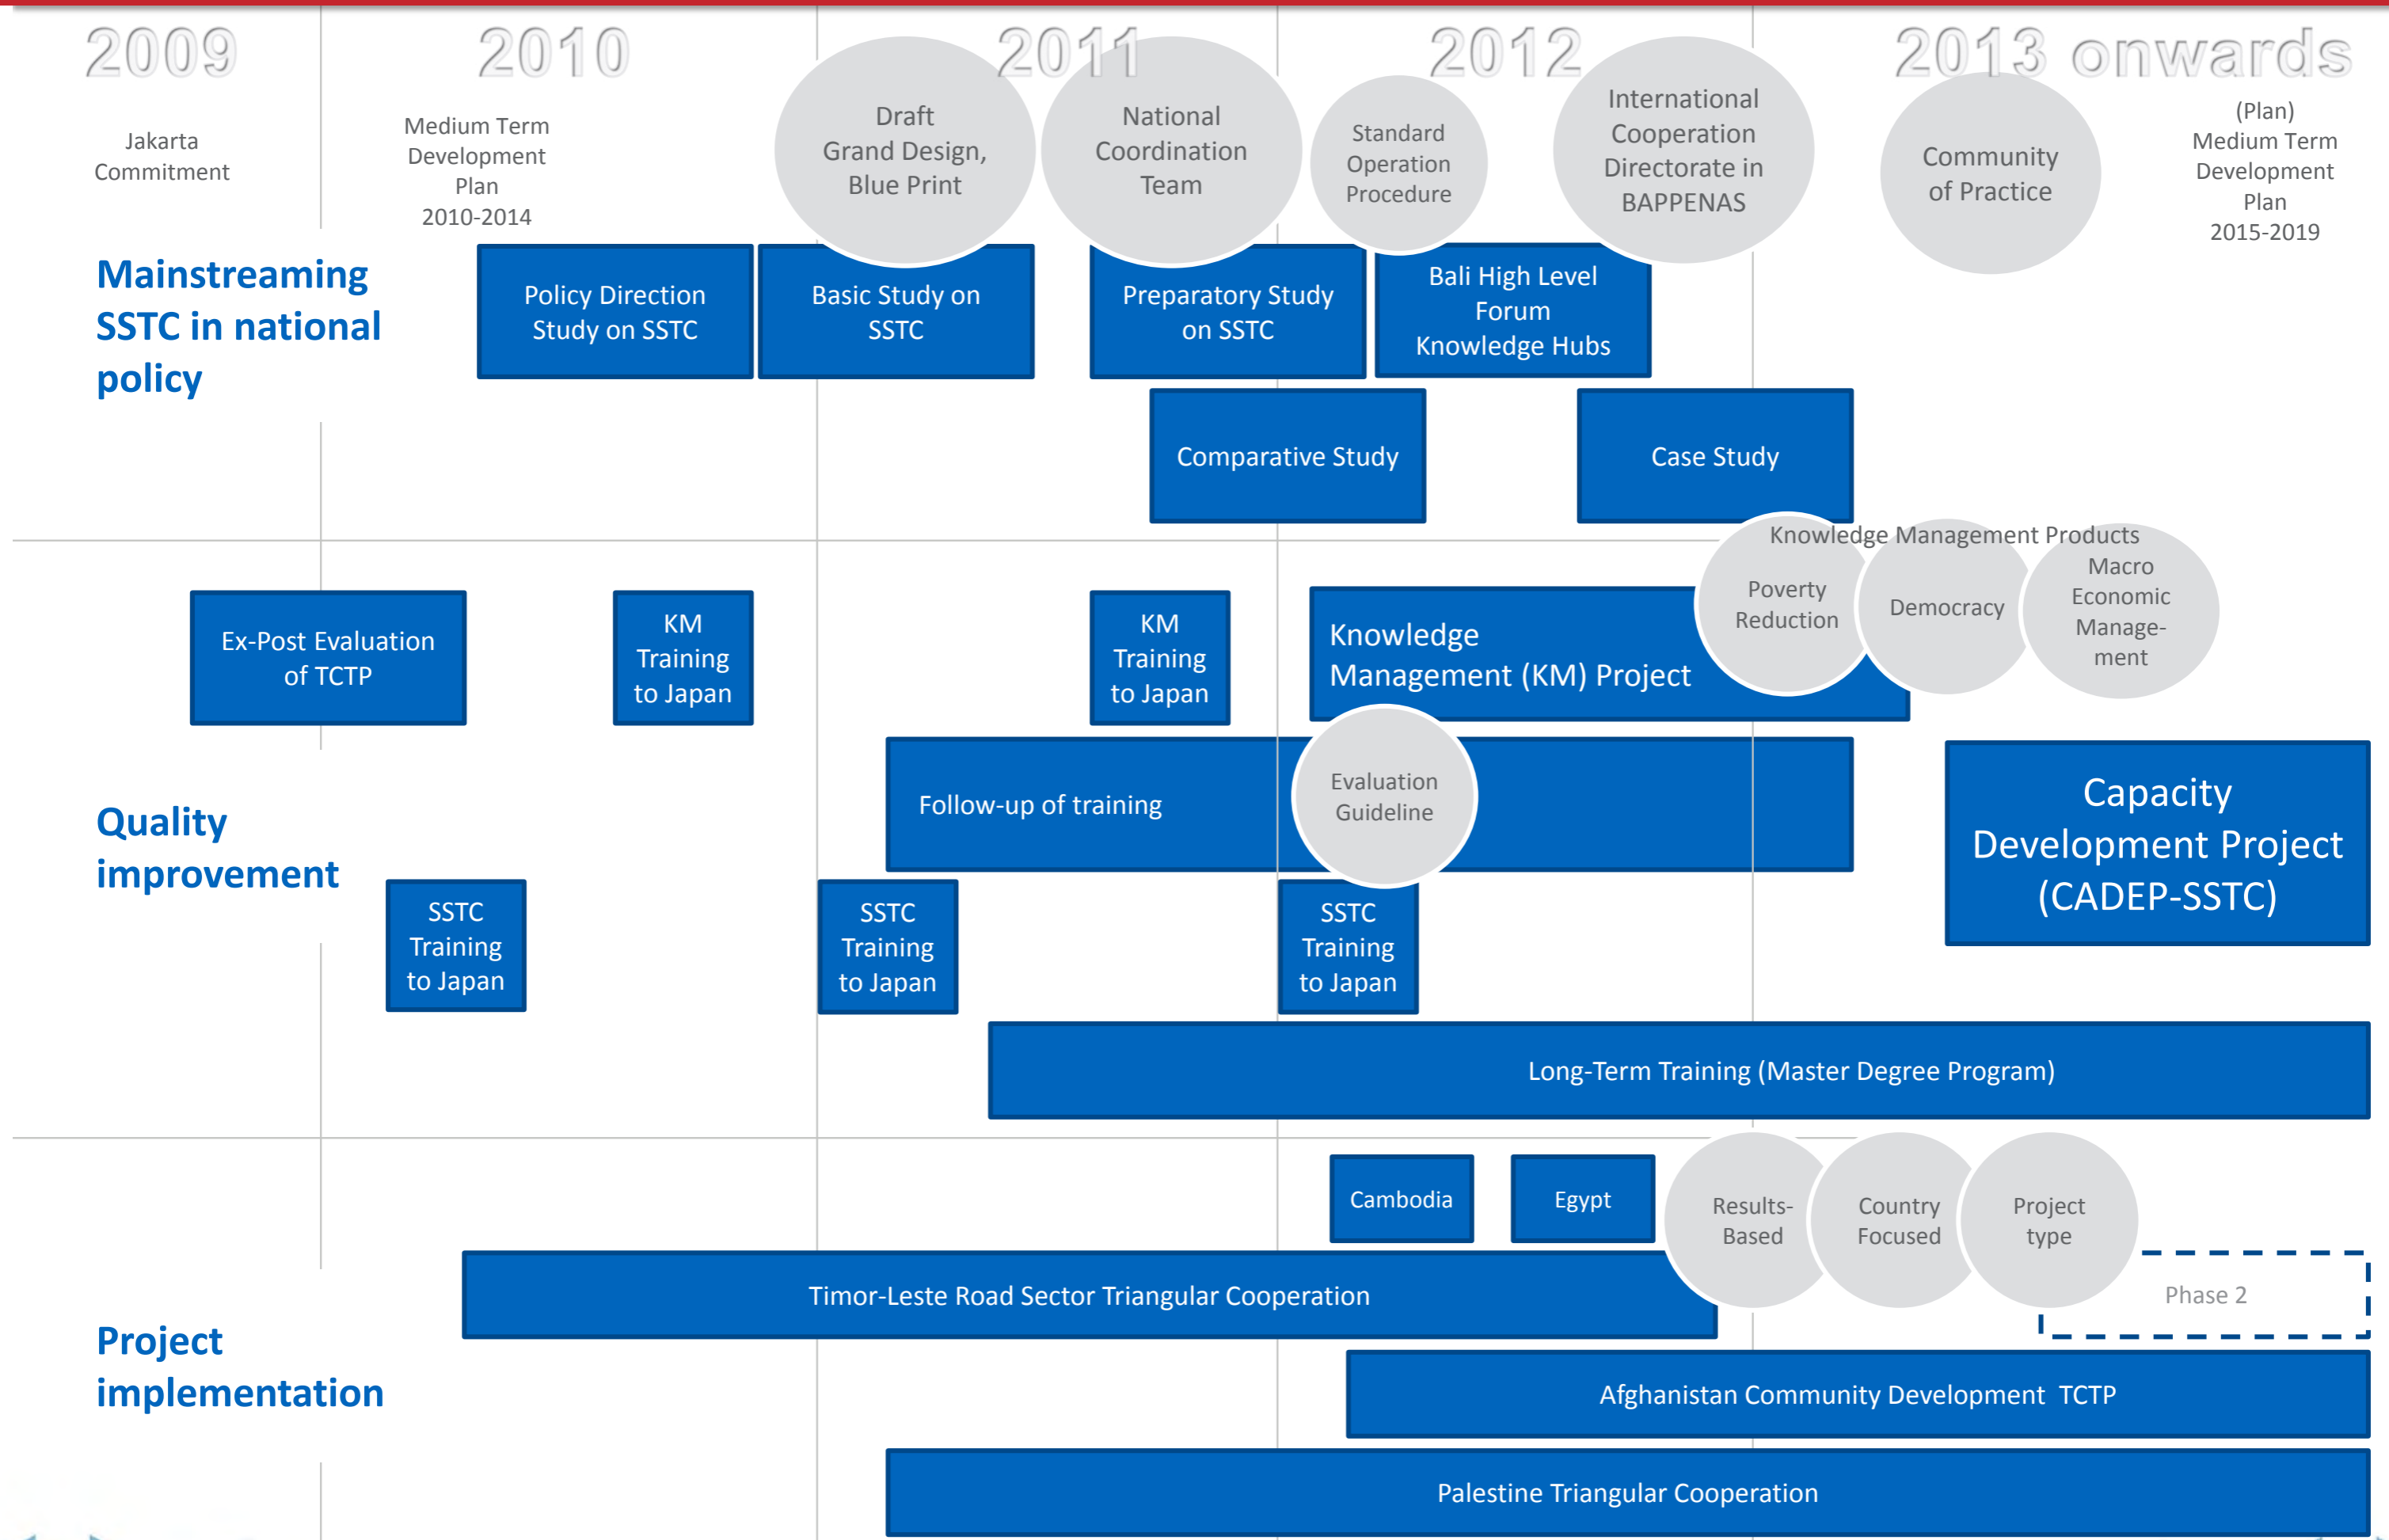 2009
2010
2011
2012
2013 onwards
Jakarta
Commitment
Medium Term
Development
Plan
2010-2014
Draft
Grand Design,
Blue Print
National
Coordination
Team
Standard
Operation
Procedure
International
Cooperation
Directorate in
BAPPENAS
Community
of Practice
(Plan)
Medium Term
Development
Plan
2015-2019
Mainstreaming
SSTC in national
policy
Policy Direction
Study on SSTC
Basic Study on
SSTC
Preparatory Study
on SSTC
Bali High Level
Forum
Knowledge Hubs
Comparative Study
Case Study
Knowledge Management Products
Poverty
Reduction
Democracy
Macro
Economic
Manage-
ment
Ex-Post Evaluation
of TCTP
KM
Training
to Japan
KM
Training
to Japan
Knowledge
Management (KM) Project
Quality
improvement
Follow-up of training
Evaluation
Guideline
Capacity
Development Project
(CADEP-SSTC)
SSTC
Training
to Japan
SSTC
Training
to Japan
SSTC
Training
to Japan
Long-Term Training (Master Degree Program)
Project
implementation
Cambodia
Egypt
Results-
Based
Country
Focused
Project
type
Timor-Leste Road Sector Triangular Cooperation
Phase 2
Afghanistan Community Development TCTP
Palestine Triangular Cooperation